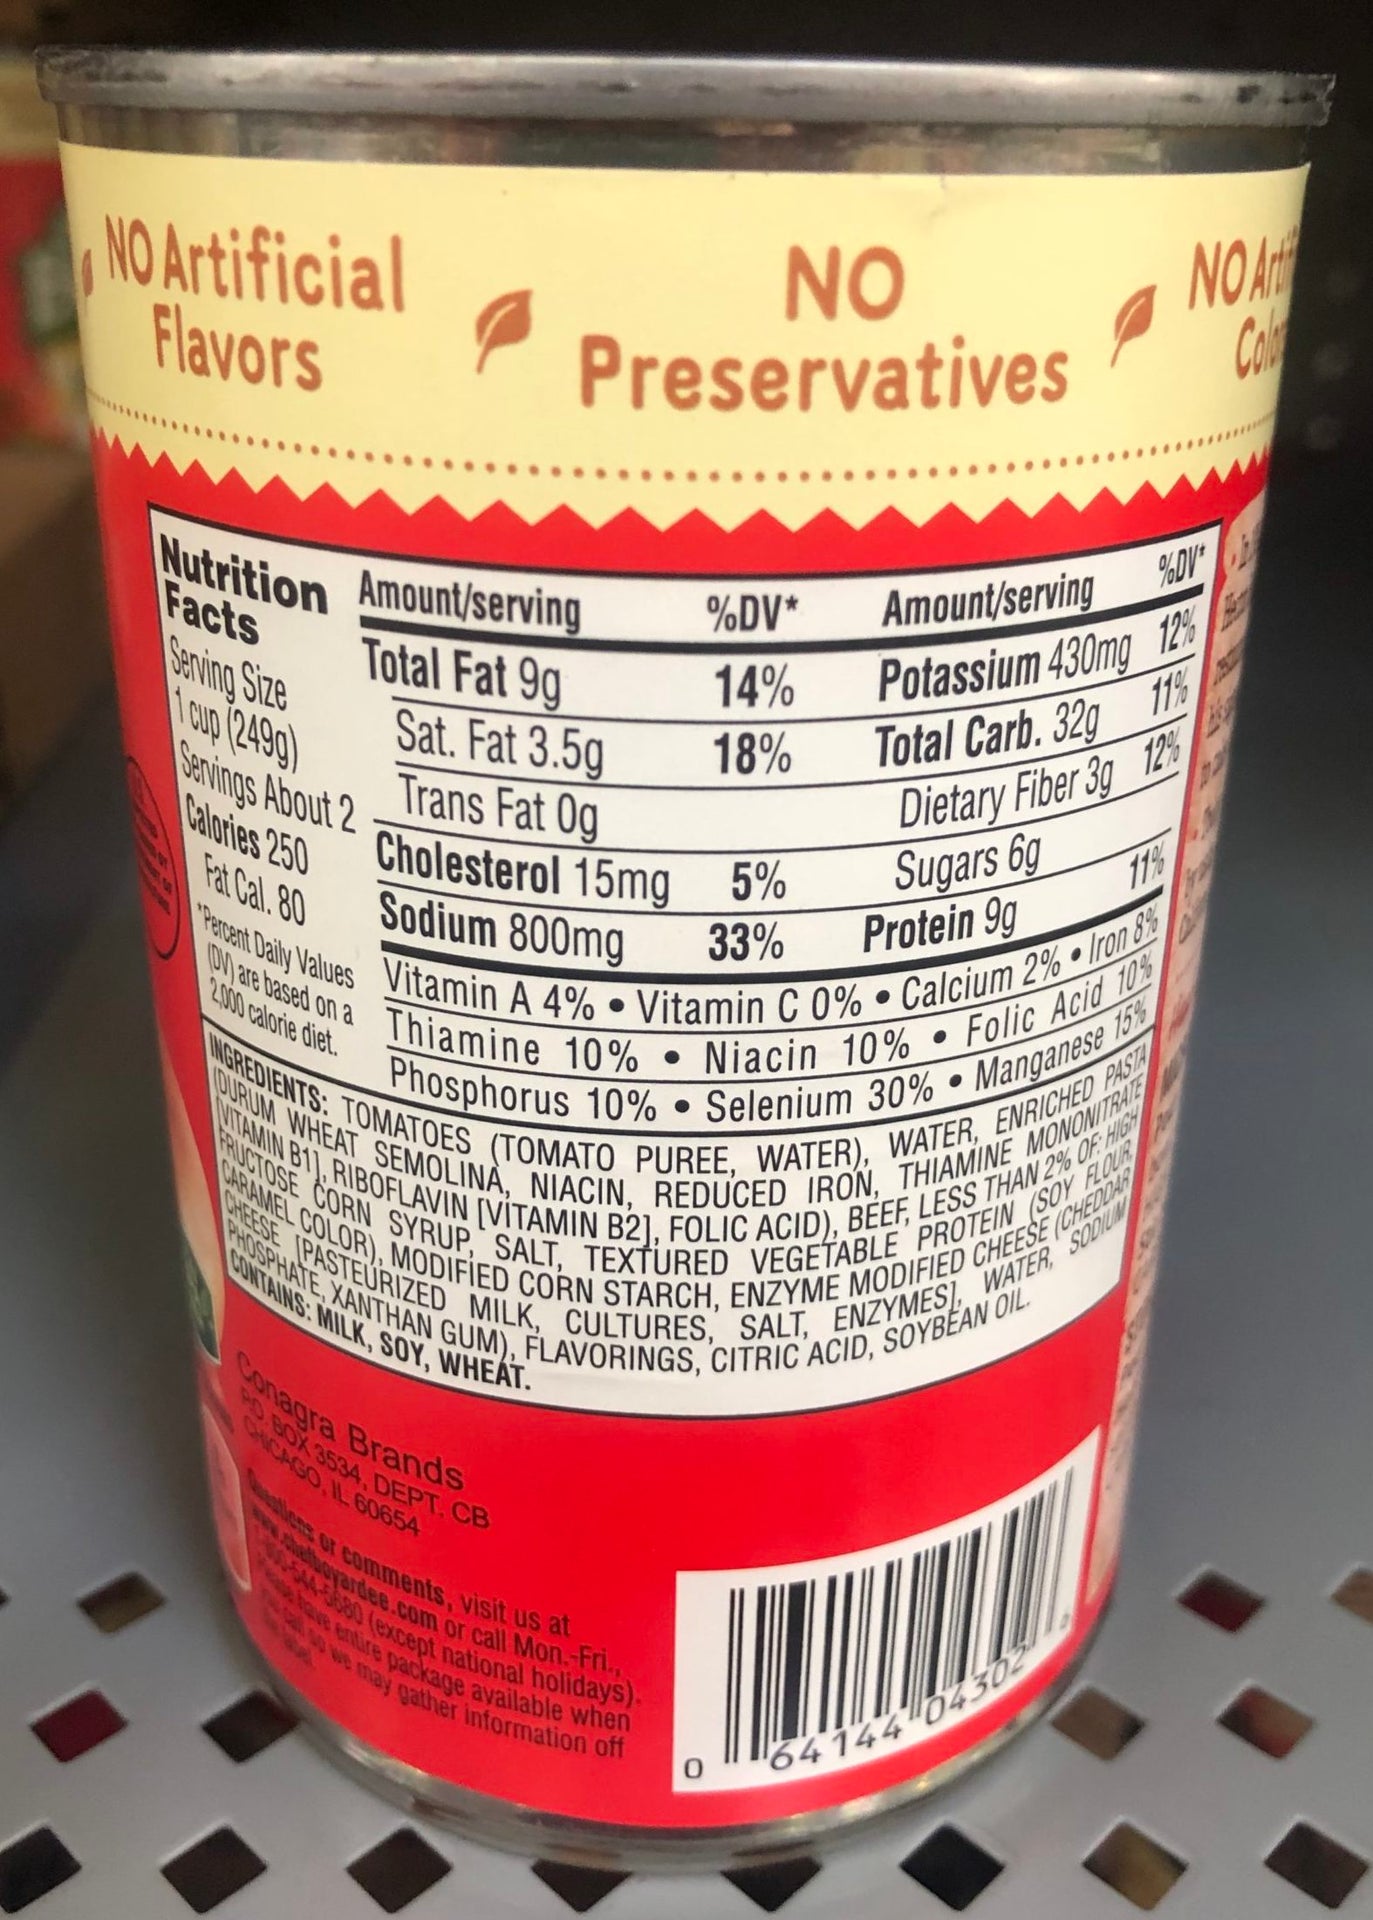 NO Artificial
Flavors
NO
Preservatives
NO
Nutrition
Facts
Serving Size
1 cup (249g)
Servings About 2
Calories 250
Fat Cal. 80
*Percent Daily Values
(DV) are based on a
2,000 calorie diet.
Amount/serving %DV* Amount/serving %DV*
Total Fat 9g 14% Potassium 430mg 12%
Sat. Fat 3.5g 18% Total Carb. 32g 11%
Trans Fat 0g Dietary Fiber 3g 12%
Cholesterol 15mg 5% Sugars 6g
Sodium 800mg 33% Protein 9g 11%
Vitamin A 4% • Vitamin C 0% • Calcium 2% • Iron 8%
Thiamine 10% • Niacin 10% • Folic Acid 10%
Phosphorus 10% • Selenium 30% • Manganese 15%
INGREDIENTS: TOMATOES (TOMATO PUREE, WATER), WATER, ENRICHED PASTA
(DURUM WHEAT SEMOLINA, NIACIN, REDUCED IRON, THIAMINE MONONITRATE
[VITAMIN B1], RIBOFLAVIN [VITAMIN B2], FOLIC ACID), BEEF, LESS THAN 2% OF: HIGH
FRUCTOSE CORN SYRUP, SALT, TEXTURED VEGETABLE PROTEIN (SOY FLOUR,
CARAMEL COLOR), MODIFIED CORN STARCH, ENZYME MODIFIED CHEESE (CHEDDAR
CHEESE [PASTEURIZED MILK, CULTURES, SALT, ENZYMES], WATER, SODIUM
PHOSPHATE, XANTHAN GUM), FLAVORINGS, CITRIC ACID, SOYBEAN OIL.
CONTAINS: MILK, SOY, WHEAT.
Conagra Brands
P.O. BOX 3534, DEPT. CB
CHICAGO, IL 60654
Questions or comments, visit us at
www.chefboyardee.com or call Mon.-Fri.,
1-800-544-5680 (except national holidays).
Please have entire package available when
you call so we may gather information off
the label.
0 64144 04302 0